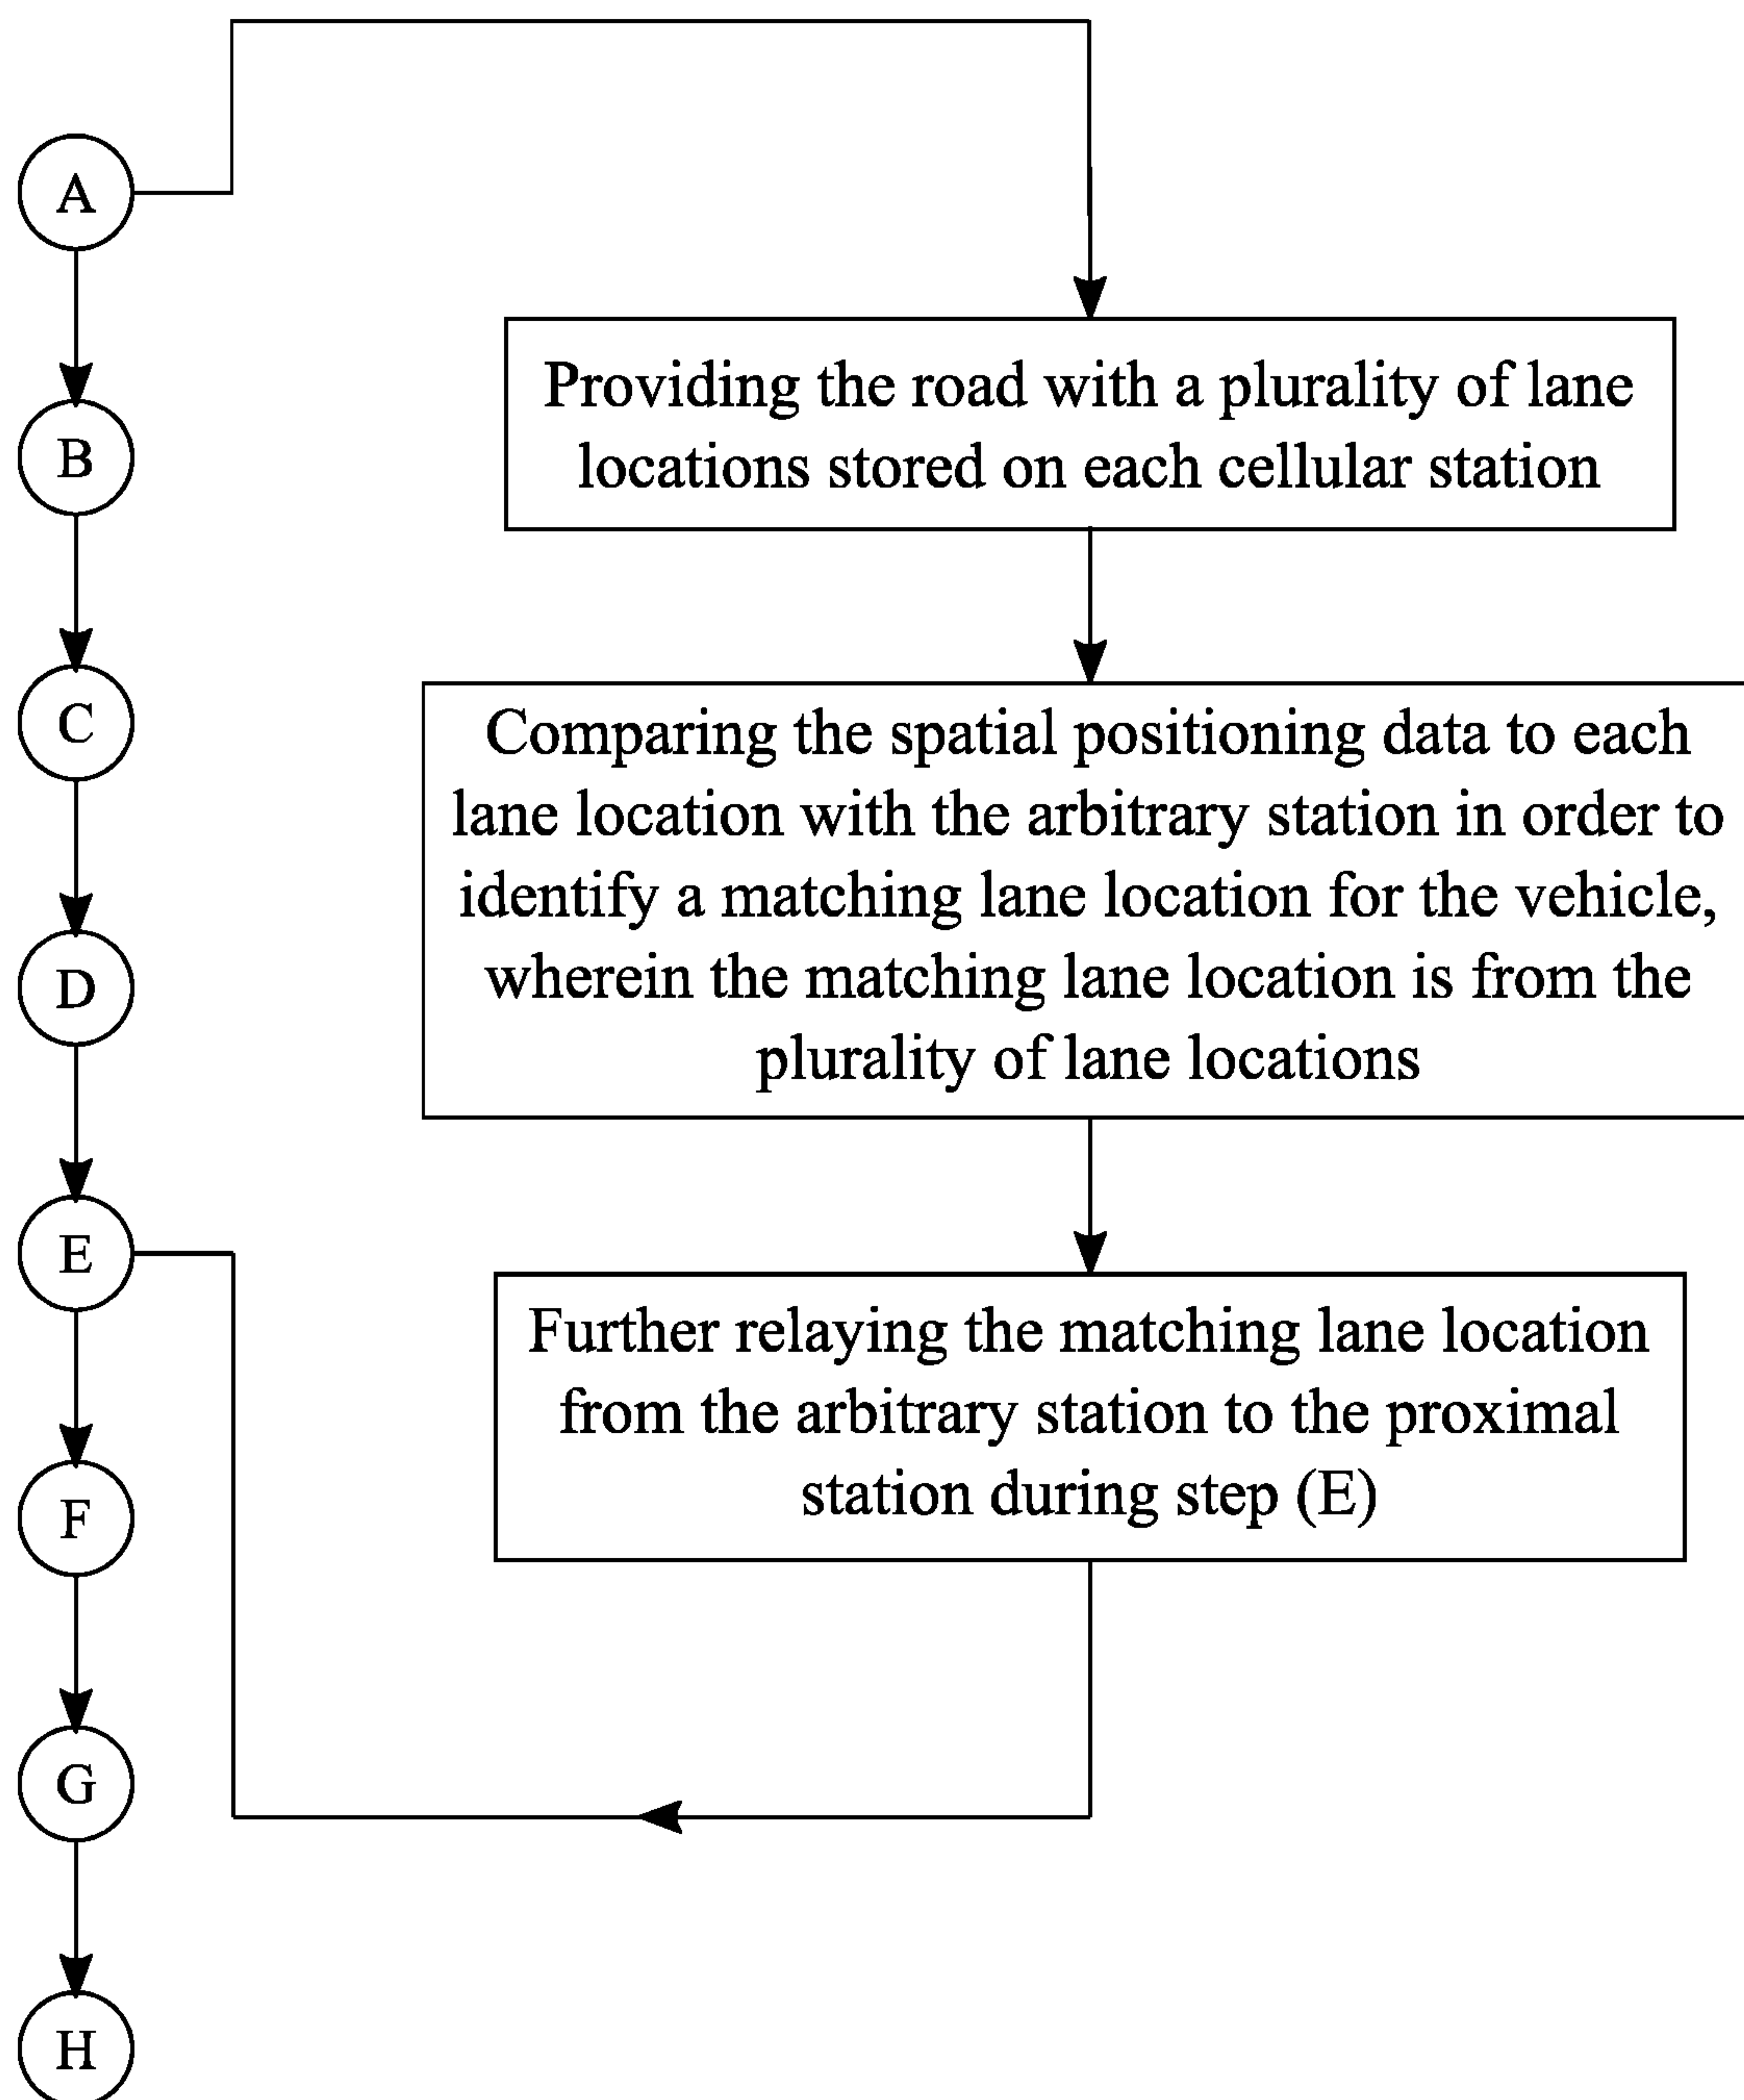 A
B
C
D
E
F
G
H
Providing the road with a plurality of lane
locations stored on each cellular station
Comparing the spatial positioning data to each
lane location with the arbitrary station in order to
identify a matching lane location for the vehicle,
wherein the matching lane location is from the
plurality of lane locations
Further relaying the matching lane location
from the arbitrary station to the proximal
station during step (E)